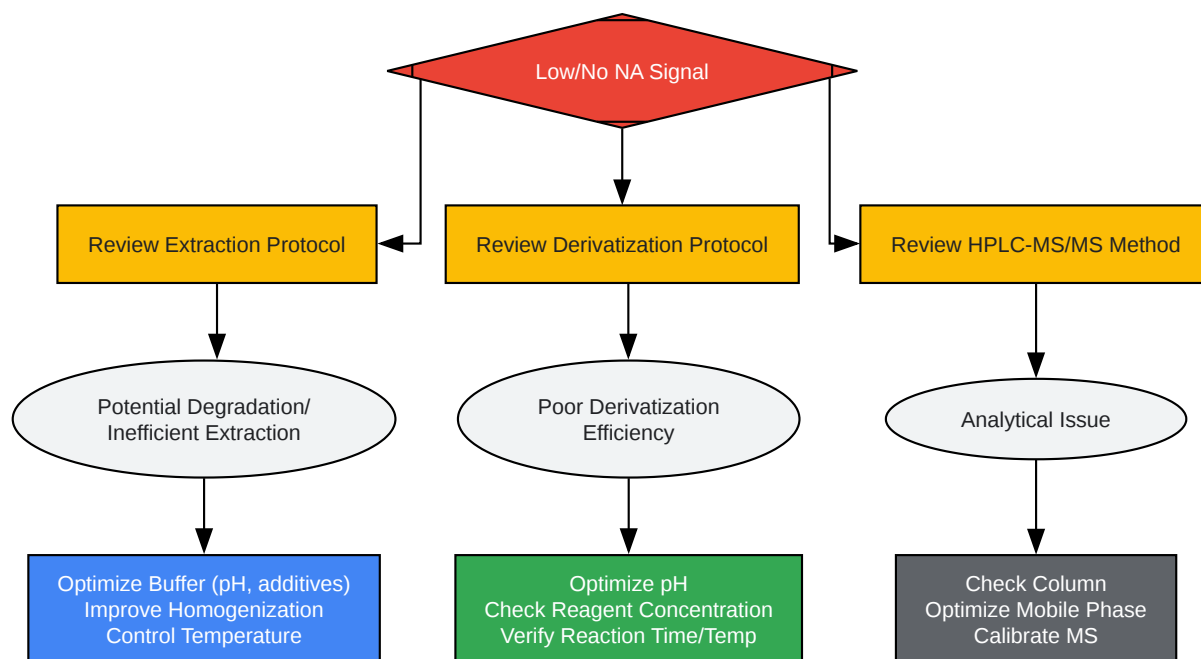 Low/No NA Signal
Review Extraction Protocol
Review Derivatization Protocol
Review HPLC-MS/MS Method
Potential Degradation/
Inefficient Extraction
Poor Derivatization
Efficiency
Analytical Issue
Optimize Buffer (pH, additives)
Improve Homogenization
Control Temperature
Optimize pH
Check Reagent Concentration
Verify Reaction Time/Temp
Check Column
Optimize Mobile Phase
Calibrate MS